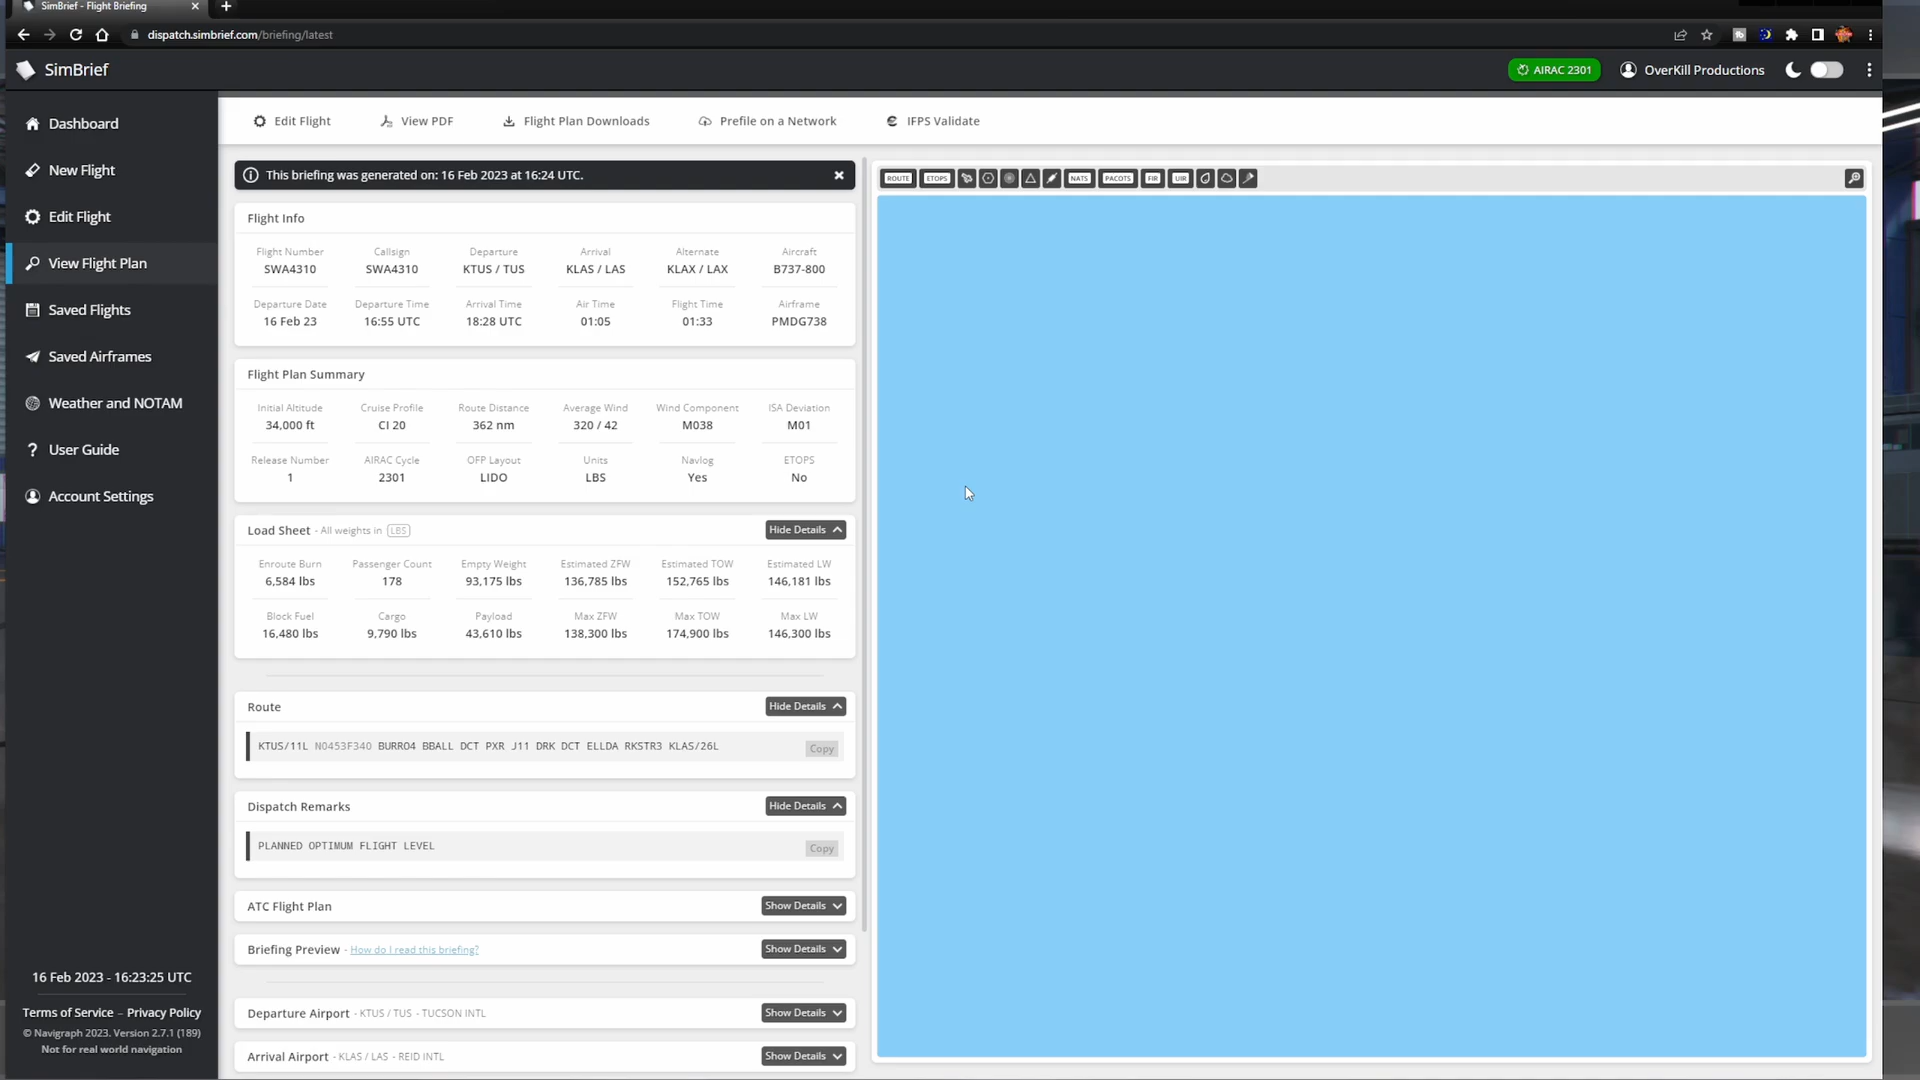 SimBrief - Flight Briefing
dispatch.simbrief.com/briefing/latest
SimBrief
AIRAC 2301
OverKill Productions
Dashboard
New Flight
Edit Flight
View Flight Plan
Saved Flights
Saved Airframes
Weather and NOTAM
User Guide
Account Settings
16 Feb 2023 - 16:23:25 UTC
Terms of Service – Privacy Policy
© Navigraph 2023. Version 2.7.1 (189)
Not for real world navigation
Edit Flight View PDF Flight Plan Downloads Prefile on a Network IFPS Validate
This briefing was generated on: 16 Feb 2023 at 16:24 UTC.
Flight Info
Flight Number Callsign Departure Arrival Alternate Aircraft
SWA4310 SWA4310 KTUS / TUS KLAS / LAS KLAX / LAX B737-800
Departure Date Departure Time Arrival Time Air Time Flight Time Airframe
16 Feb 23 16:55 UTC 18:28 UTC 01:05 01:33 PMDG738
Flight Plan Summary
Initial Altitude Cruise Profile Route Distance Average Wind Wind Component ISA Deviation
34,000 ft CI 20 362 nm 320 / 42 M038 M01
Release Number AIRAC Cycle OFP Layout Units Navlog ETOPS
1 2301 LIDO LBS Yes No
Load Sheet - All weights in LBS Hide Details
Enroute Burn Passenger Count Empty Weight Estimated ZFW Estimated TOW Estimated LW
6,584 lbs 178 93,175 lbs 136,785 lbs 152,765 lbs 146,181 lbs
Block Fuel Cargo Payload Max ZFW Max TOW Max LW
16,480 lbs 9,790 lbs 43,610 lbs 138,300 lbs 174,900 lbs 146,300 lbs
Route Hide Details
KTUS/11L N0453F340 BURRO4 BBALL DCT PXR J11 DRK DCT ELLDA RKSTR3 KLAS/26L Copy
Dispatch Remarks Hide Details
PLANNED OPTIMUM FLIGHT LEVEL Copy
ATC Flight Plan Show Details
Briefing Preview - How do I read this briefing? Show Details
Departure Airport - KTUS / TUS - TUCSON INTL Show Details
Arrival Airport - KLAS / LAS - REID INTL Show Details
ROUTE ETOPS NATS PACOTS FIR UIR